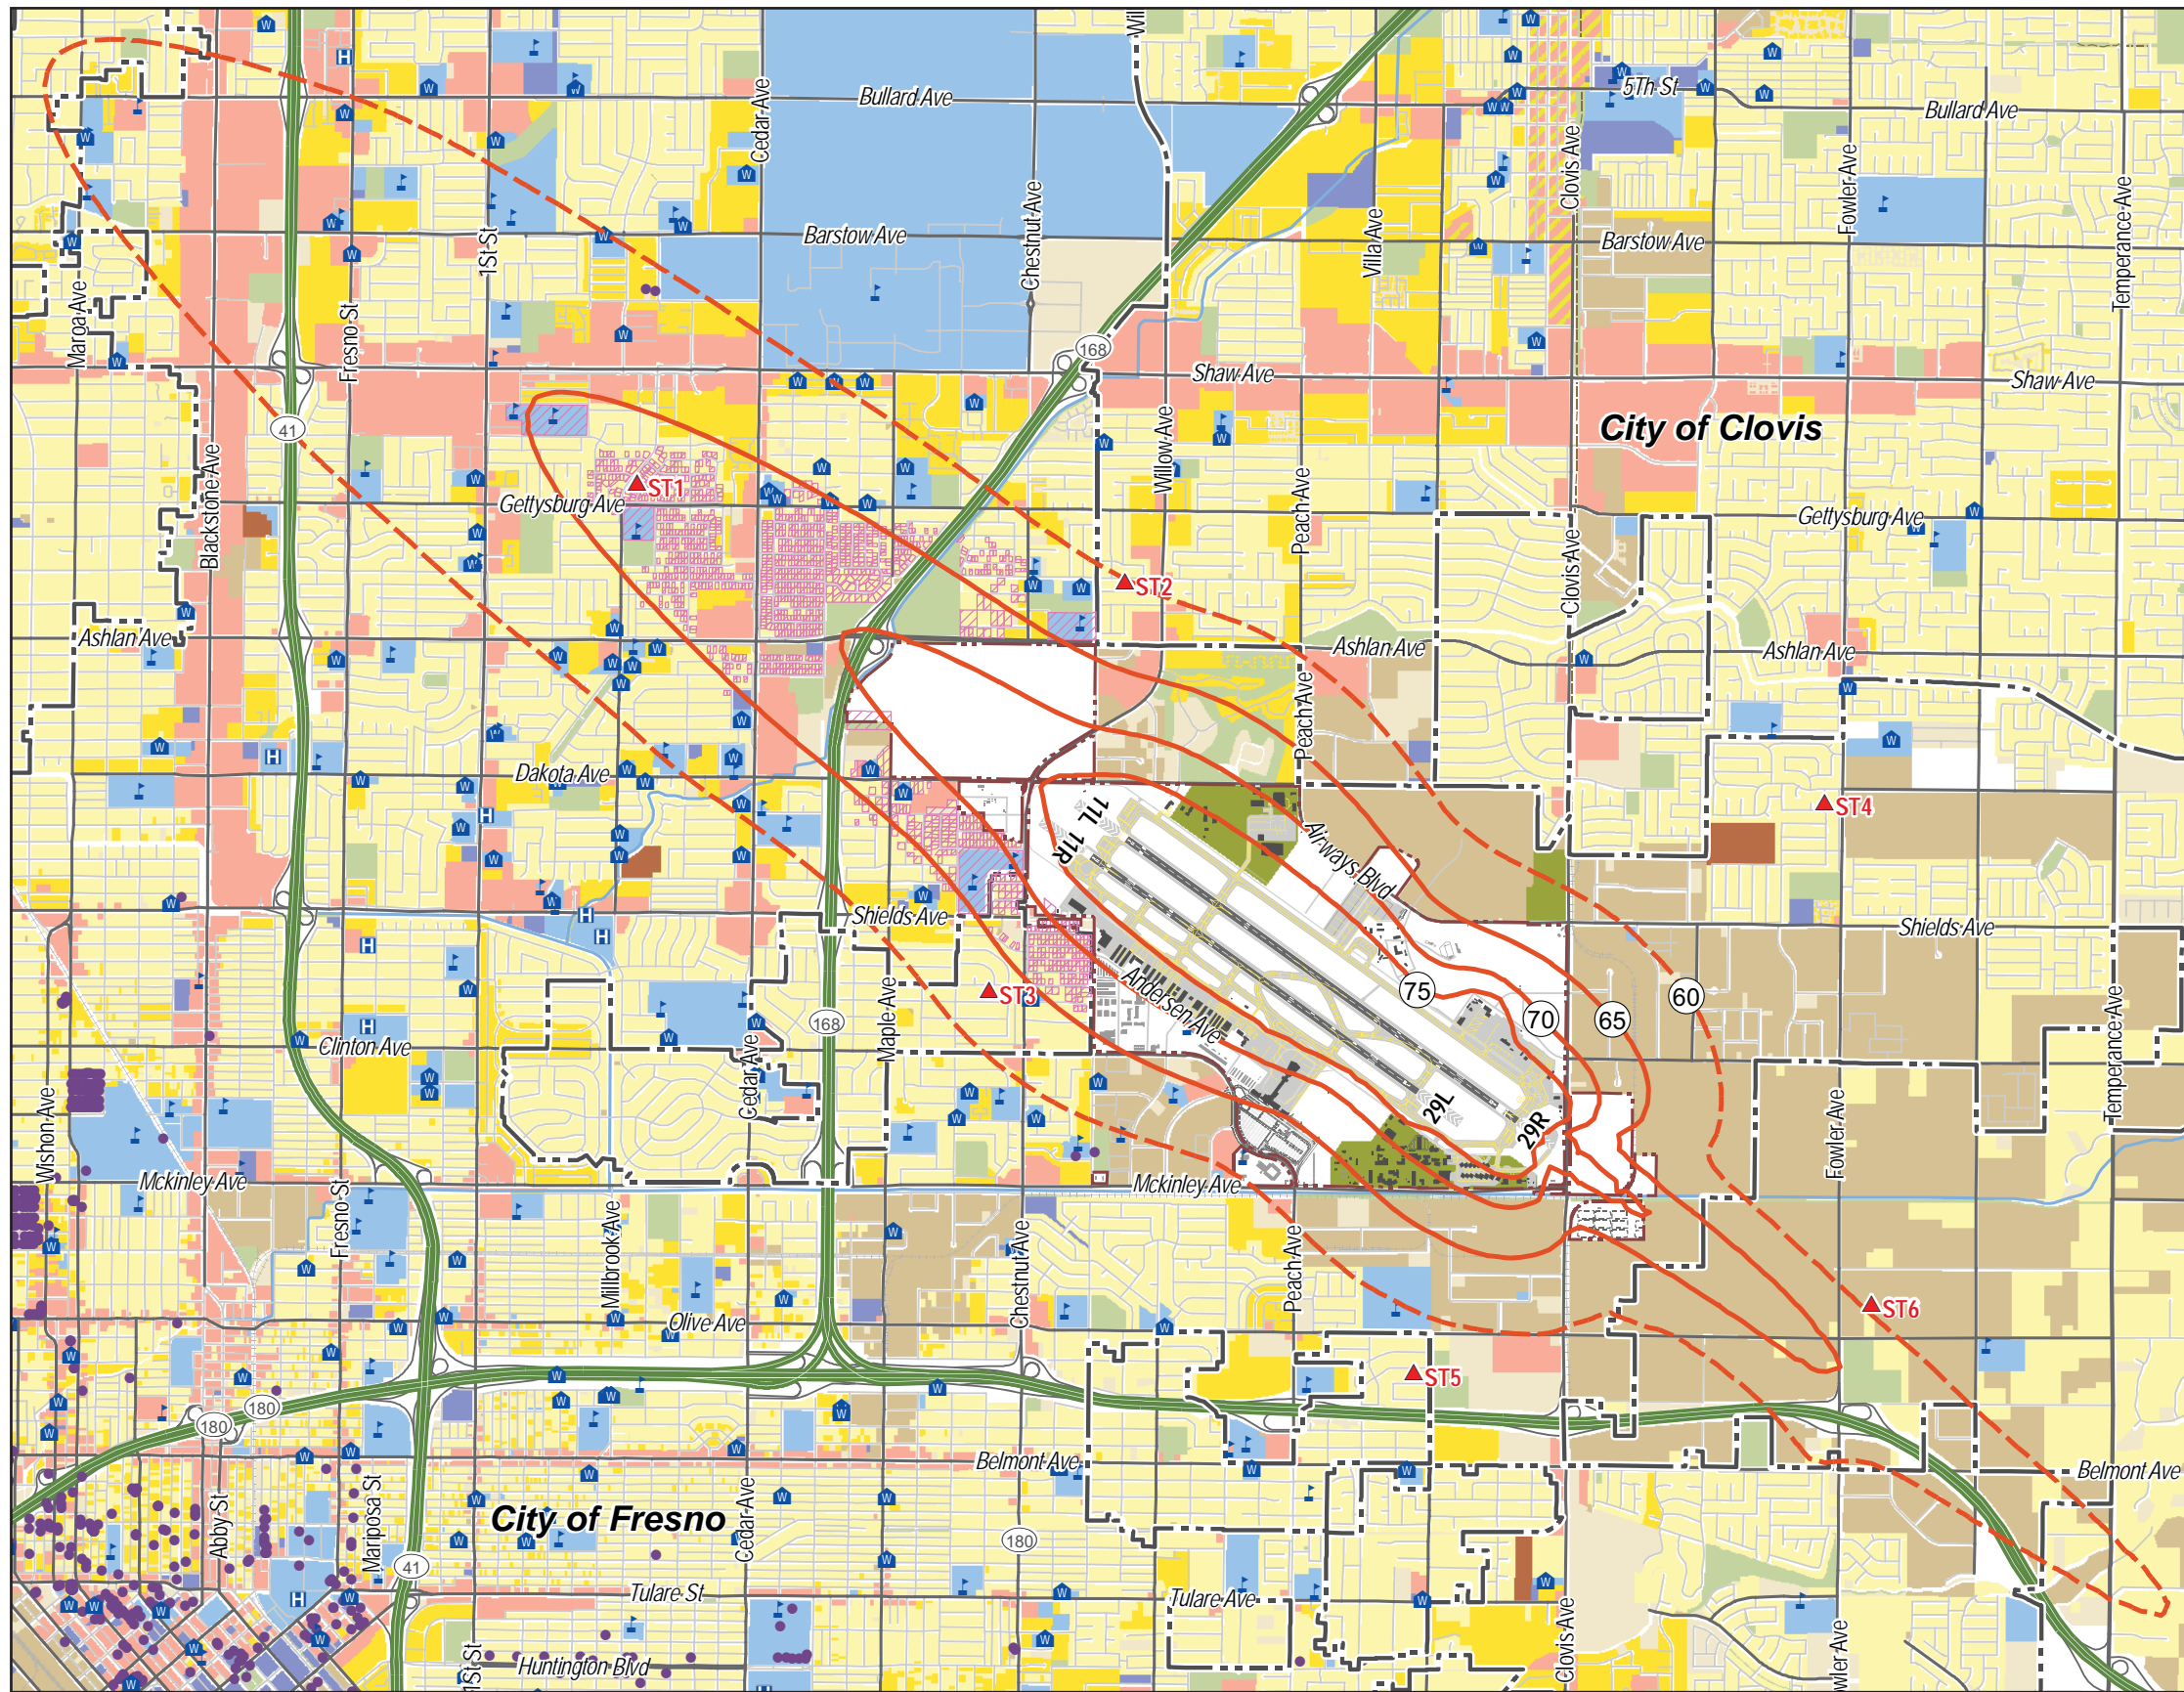 Bullard Ave
5Th St
Bullard Ave
Cedar Ave
Clovis Ave
Fowler Ave
Temperance Ave
Chestnut Ave
Villa Ave
Barstow Ave
Barstow Ave
1St St
Maroa Ave
Fresno St
168
Shaw Ave
Shaw Ave
41
City of Clovis
Willow Ave
Blackstone Ave
Peach Ave
ST1
Gettysburg Ave
Gettysburg Ave
Clovis Ave
ST2
Ashlan Ave
Ashlan Ave
Ashlan Ave
Peach Ave
Dakota Ave
11L
11R
ST4
Airways Blvd
Shields Ave
Shields Ave
ST3
Andersen Ave
75
70
65
60
168
Maple Ave
Clinton Ave
Cedar Ave
Temperance Ave
Wishon Ave
29L
29R
Fowler Ave
Mckinley Ave
Mckinley Ave
Fresno St
Millbrook Ave
Chestnut Ave
Peach Ave
ST6
Olive Ave
ST5
180
180
Belmont Ave
Belmont Ave
Abby St
Mariposa St
City of Fresno
Cedar Ave
180
41
Tulare St
Tulare Ave
Clovis Ave
1St St
Huntington Blvd